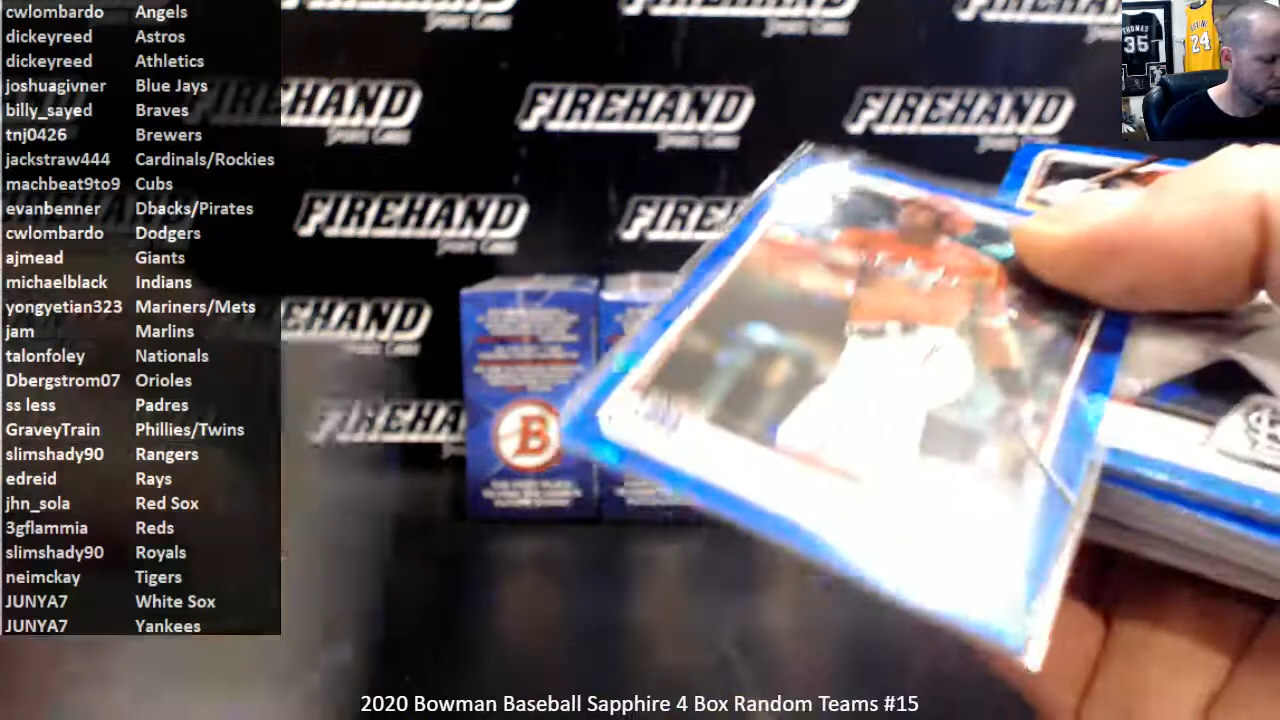 cwlombardo Angels
dickeyreed Astros
dickeyreed Athletics
joshuagivner Blue Jays
billy_sayed Braves
tnj0426 Brewers
jackstraw444 Cardinals/Rockies
machbeat9to9 Cubs
evanbenner Dbacks/Pirates
cwlombardo Dodgers
ajmead Giants
michaelblack Indians
yongyetian323 Mariners/Mets
jam Marlins
talonfoley Nationals
Dbergstrom07 Orioles
ss less Padres
GraveyTrain Phillies/Twins
slimshady90 Rangers
edreid Rays
jhn_sola Red Sox
3gflammia Reds
slimshady90 Royals
neimckay Tigers
JUNYA7 White Sox
JUNYA7 Yankees
FIREHAND
FIREHAND
FIREHAND
FIREHAND
B
THOMAS
35
24
2020 Bowman Baseball Sapphire 4 Box Random Teams #15